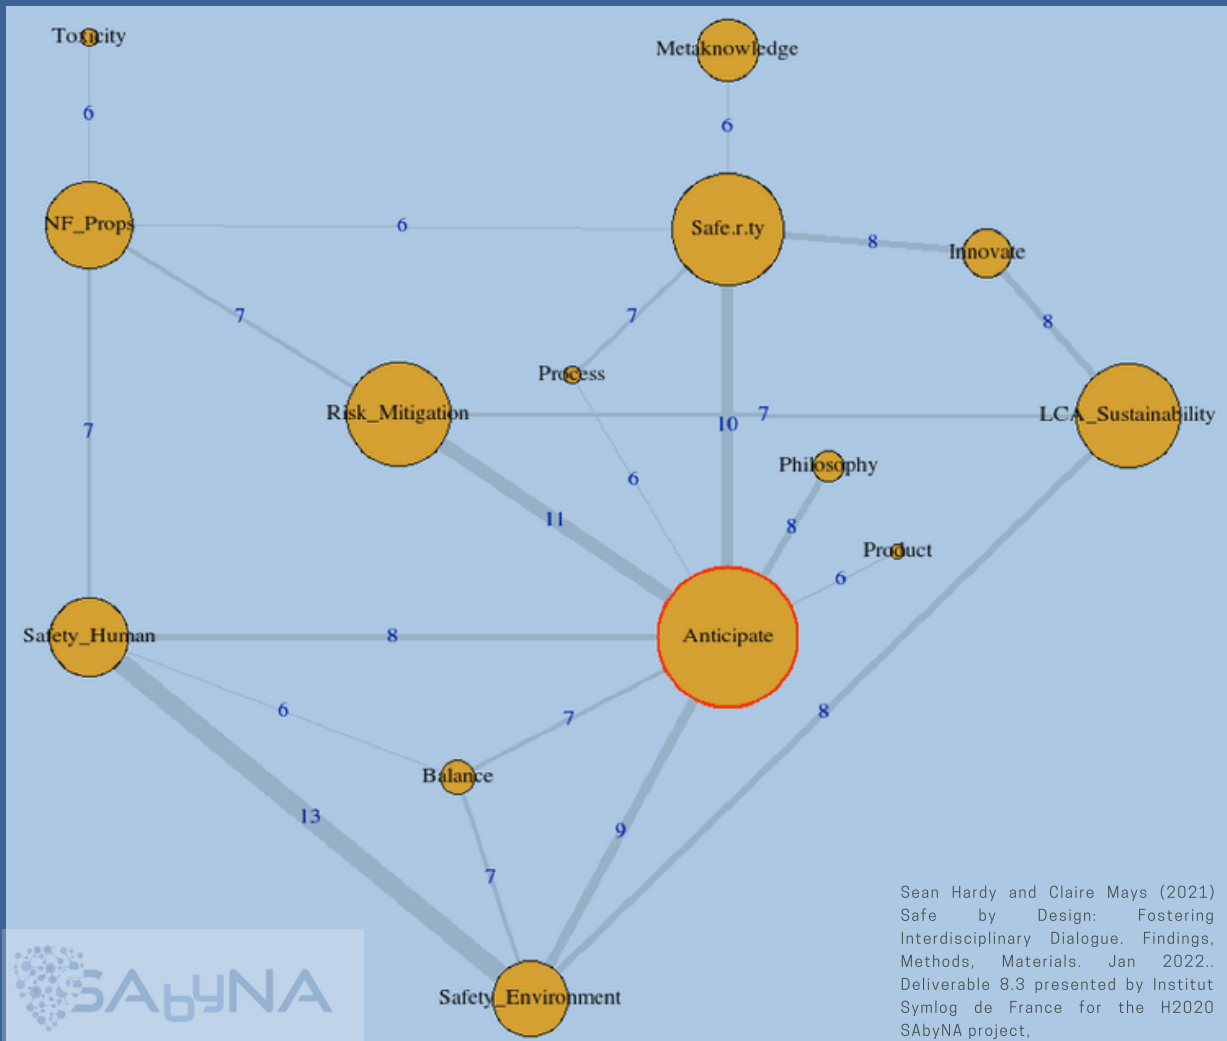 Toxicity
Metaknowledge
6
6
NF_Props
6
Safe.r.ty
8
Innovate
7
7
8
Process
Risk_Mitigation
7
LCA_Sustainability
10
7
Philosophy
6
11
8
Product
6
Safety_Human
8
Anticipate
6
7
8
Balance
13
9
7
Safety_Environment
SAbyNA
Sean Hardy and Claire Mays (2021)
Safe by Design: Fostering
Interdisciplinary Dialogue. Findings,
Methods, Materials. Jan 2022..
Deliverable 8.3 presented by Institut
Symlog de France for the H2020
SAbyNA project,